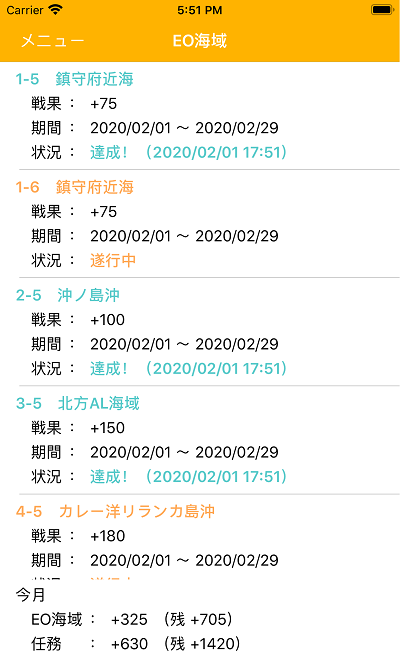 Carrier 5:51 PM
メニュー EO海域
1-5 鎮守府近海
戦果： +75
期間： 2020/02/01 〜 2020/02/29
状況： 達成！（2020/02/01 17:51）
1-6 鎮守府近海
戦果： +75
期間： 2020/02/01 〜 2020/02/29
状況： 遂行中
2-5 沖ノ島沖
戦果： +100
期間： 2020/02/01 〜 2020/02/29
状況： 達成！（2020/02/01 17:51）
3-5 北方AL海域
戦果： +150
期間： 2020/02/01 〜 2020/02/29
状況： 達成！（2020/02/01 17:51）
4-5 カレー洋リランカ島沖
戦果： +180
期間： 2020/02/01 〜 2020/02/29
今月
EO海域： +325 （残 +705）
任務 ： +630 （残 +1420）